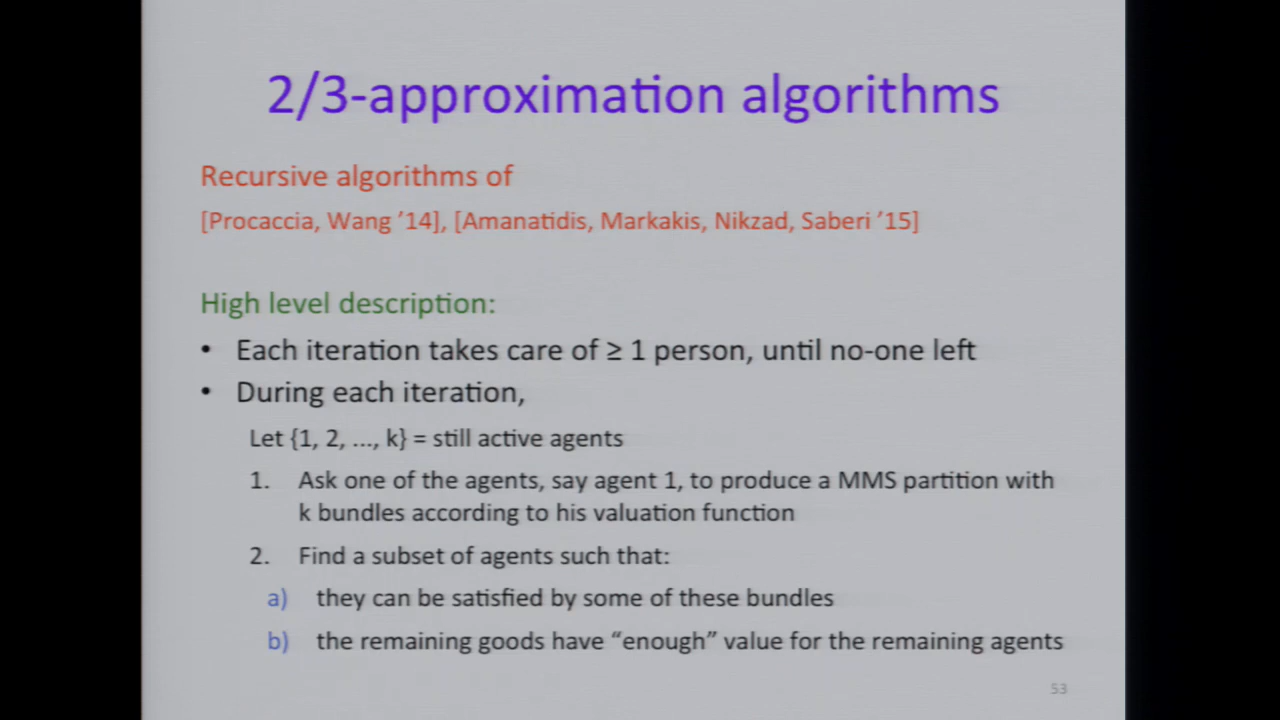 2/3-approximation algorithms
Recursive algorithms of
[Procaccia, Wang ’14], [Amanatidis, Markakis, Nikzad, Saberi ’15]
High level description:
• Each iteration takes care of ≥ 1 person, until no-one left
• During each iteration,
Let {1, 2, ..., k} = still active agents
1. Ask one of the agents, say agent 1, to produce a MMS partition with
k bundles according to his valuation function
2. Find a subset of agents such that:
a) they can be satisfied by some of these bundles
b) the remaining goods have “enough” value for the remaining agents
53